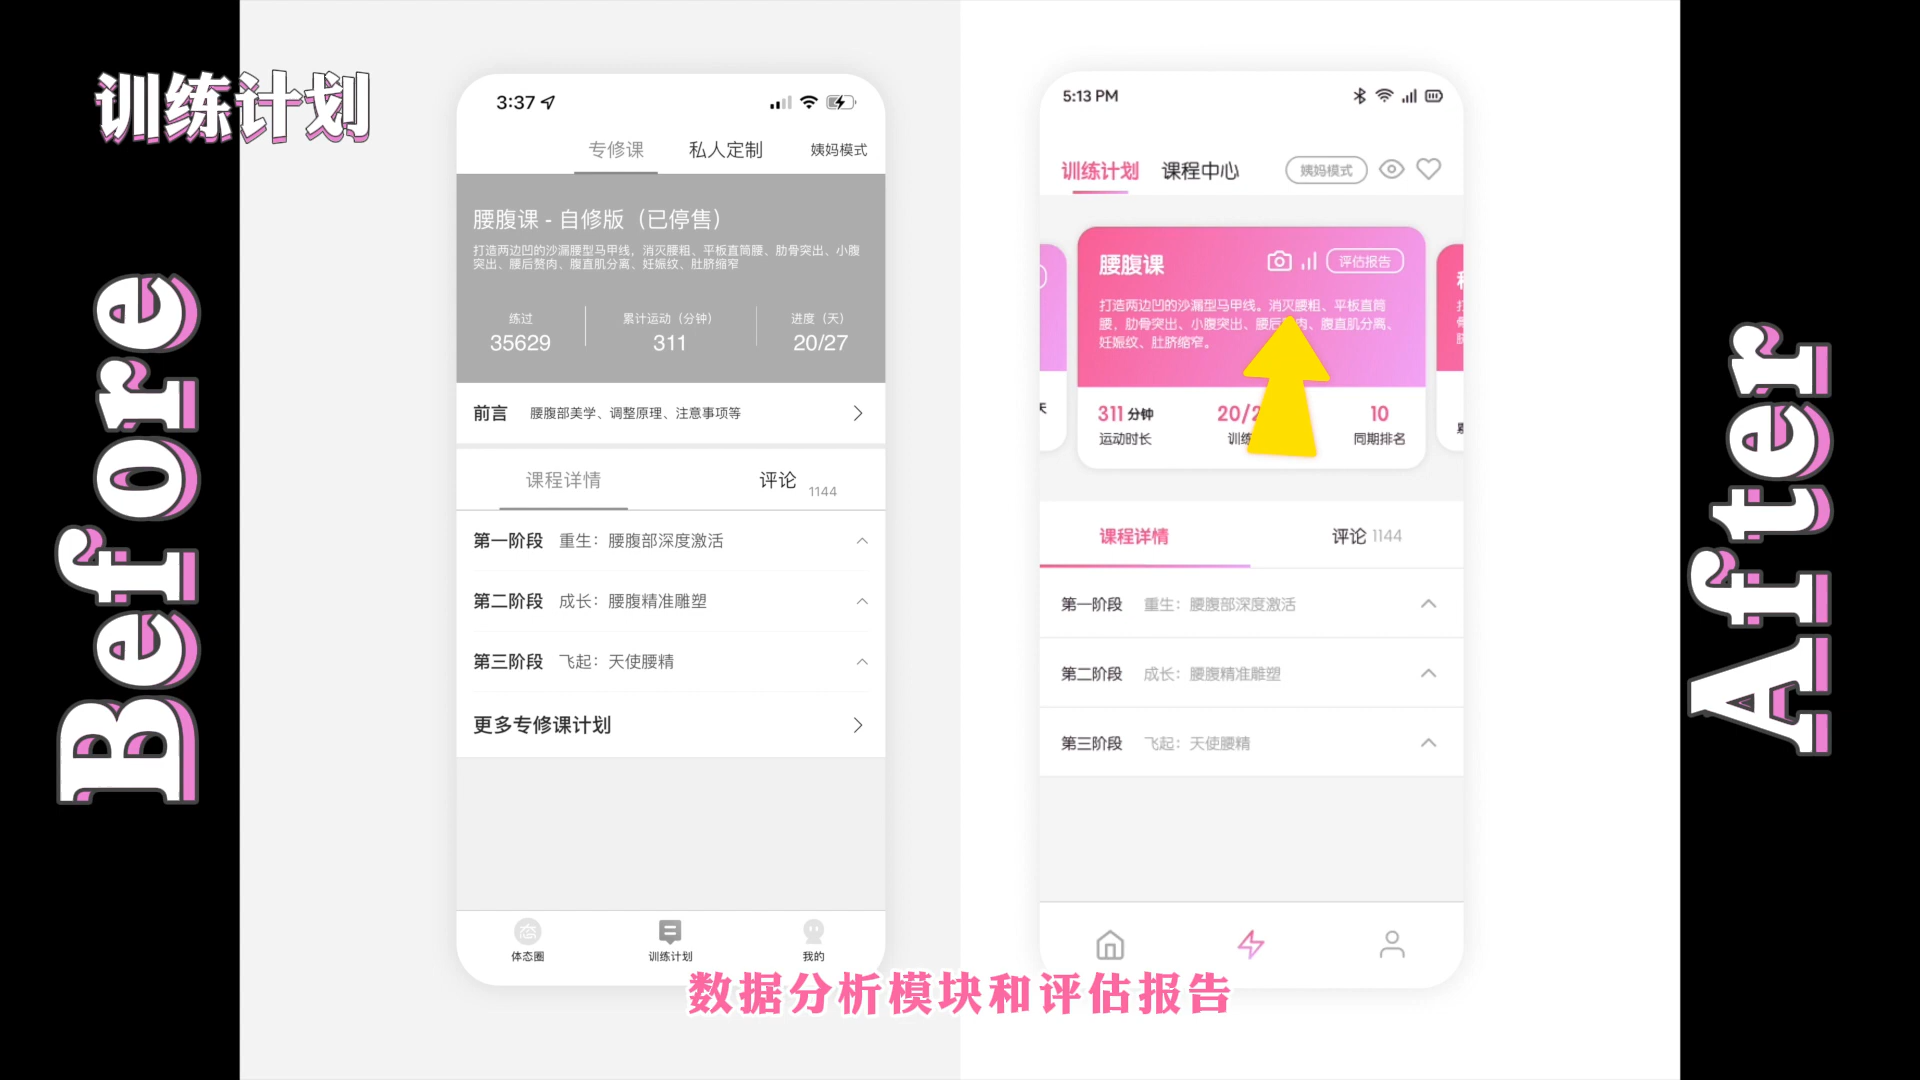 训练计划
Before
3:37
专修课
私人定制
姨妈模式
腰腹课 - 自修版（已停售）
打造两边凹的沙漏腰型马甲线，消灭腰粗、平板直筒腰、肋骨突出、小腹
突出、腰后赘肉、腹直肌分离、妊娠纹、肚脐缩窄
练过
累计运动（分钟）
进度（天）
35629
311
20/27
前言
腰腹部美学、调整原理、注意事项等
课程详情
评论 1144
第一阶段 重生：腰腹部深度激活
第二阶段 成长：腰腹精准雕塑
第三阶段 飞起：天使腰精
更多专修课计划
体态圈
训练计划
我的
5:13 PM
训练计划
课程中心
姨妈模式
腰腹课
评估报告
打造两边凹的沙漏型马甲线。消灭腰粗、平板直筒
腰，肋骨突出、小腹突出、腰后 肉、腹直肌分离、
妊娠纹、肚脐缩窄。
311 分钟
20/2
10
运动时长
训练
同期排名
天
课程详情
评论 1144
第一阶段 重生：腰腹部深度激活
第二阶段 成长：腰腹精准雕塑
第三阶段 飞起：天使腰精
After
数据分析模块和评估报告